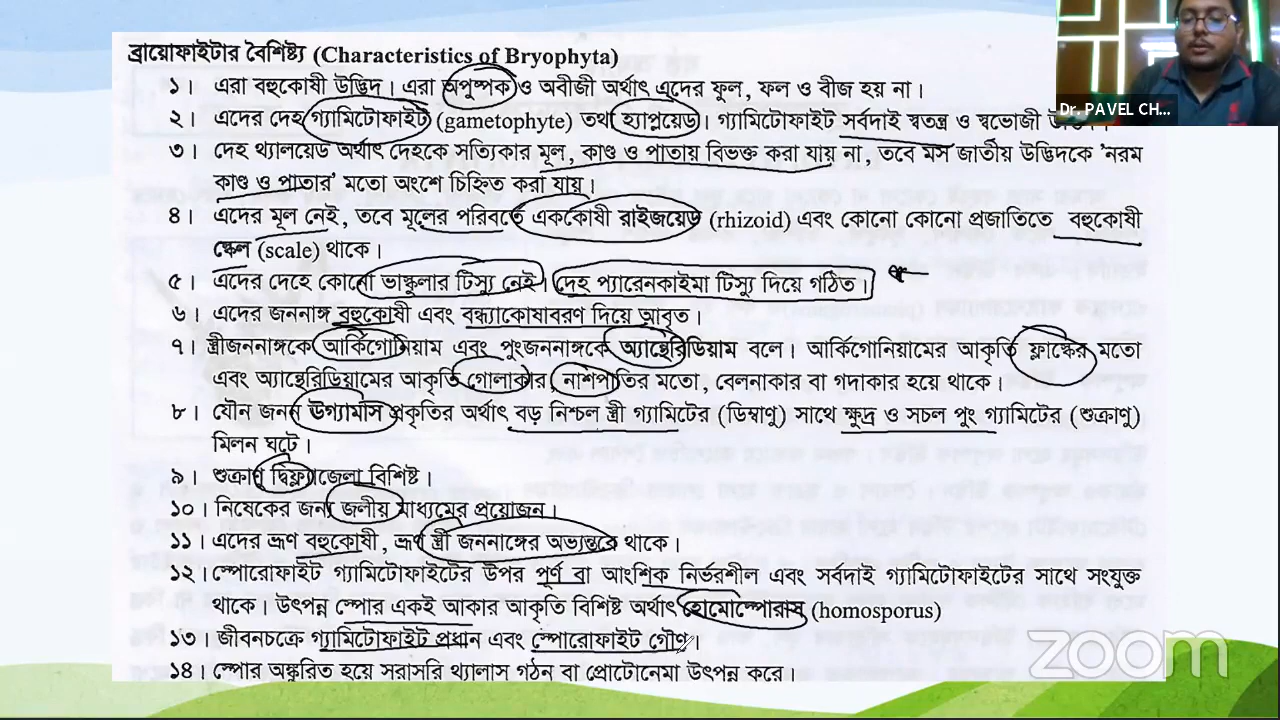 ব্রায়োফাইটার বৈশিষ্ট্য (Characteristics of Bryophyta)
১। এরা বহুকোষী উদ্ভিদ। এরা অপুষ্পক ও অবীজী অর্থাৎ এদের ফুল, ফল ও বীজ হয় না।
Dr. PAVEL CH...
২। এদের দেহ গ্যামিটোফাইট (gametophyte) তথা হ্যাপ্লয়েড। গ্যামিটোফাইট সর্বদাই স্বতন্ত্র ও স্বভোজী
৩। দেহ থ্যালয়েড অর্থাৎ দেহকে সত্যিকার মূল, কাণ্ড ও পাতায় বিভক্ত করা যায় না, তবে মস জাতীয় উদ্ভিদকে 'নরম
কাণ্ড ও পাতার' মতো অংশে চিহ্নিত করা যায়।
৪। এদের মূল নেই, তবে মূলের পরিবর্তে এককোষী রাইজয়েড (rhizoid) এবং কোনো কোনো প্রজাতিতে বহুকোষী
স্কেল (scale) থাকে।
৫। এদের দেহে কোনো ভাস্কুলার টিস্যু নেই। দেহ প্যারেনকাইমা টিস্যু দিয়ে গঠিত।
৬। এদের জননাঙ্গ বহুকোষী এবং বন্ধ্যাকোষাবরণ দিয়ে আবৃত।
৭। স্ত্রীজননাঙ্গকে আর্কিগোনিয়াম এবং পুংজননাঙ্গকে অ্যান্থেরিডিয়াম বলে। আর্কিগোনিয়ামের আকৃতি ফ্লাস্কের মতো
এবং অ্যান্থেরিডিয়ামের আকৃতি গোলাকার, নাশপাতির মতো, বেলনাকার বা গদাকার হয়ে থাকে।
৮। যৌন জনন ঊগ্যামাস প্রকৃতির অর্থাৎ বড় নিশ্চল স্ত্রী গ্যামিটের (ডিম্বাণু) সাথে ক্ষুদ্র ও সচল পুং গ্যামিটের (শুক্রাণু)
মিলন ঘটে।
৯। শুক্রাণু দ্বিফ্ল্যাজেলা বিশিষ্ট।
১০। নিষেকের জন্য জলীয় মাধ্যমের প্রয়োজন।
১১। এদের ভ্রূণ বহুকোষী, ভ্রূণ স্ত্রী জননাঙ্গের অভ্যন্তরে থাকে।
১২। স্পোরোফাইট গ্যামিটোফাইটের উপর পূর্ণ বা আংশিক নির্ভরশীল এবং সর্বদাই গ্যামিটোফাইটের সাথে সংযুক্ত
থাকে। উৎপন্ন স্পোর একই আকার আকৃতি বিশিষ্ট অর্থাৎ হোমোস্পোরাস (homosporus)
১৩। জীবনচক্রে গ্যামিটোফাইট প্রধান এবং স্পোরোফাইট গৌণ।
১৪। স্পোর অঙ্কুরিত হয়ে সরাসরি থ্যালাস গঠন বা প্রোটোনেমা উৎপন্ন করে।
zoom